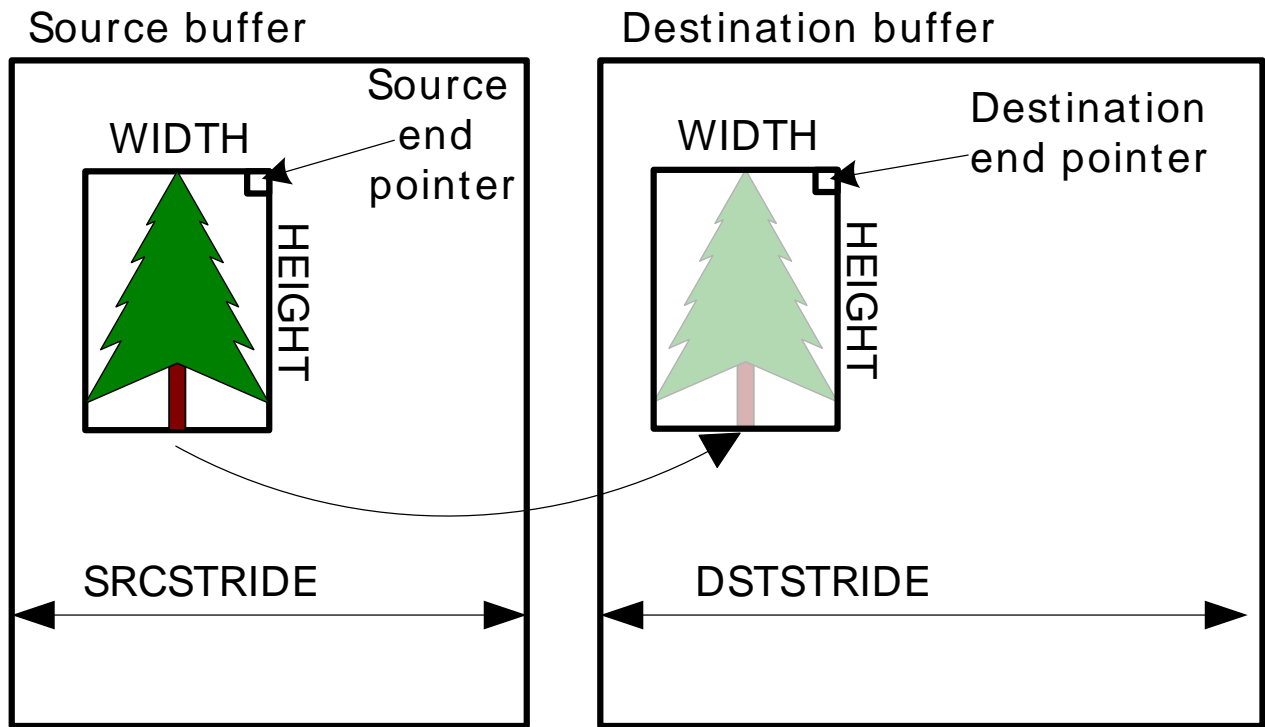 Source buffer
Source
end
pointer
WIDTH
HEIGHT
SRCSTRIDE
Destination buffer
Destination
end pointer
WIDTH
HEIGHT
DSTSTRIDE